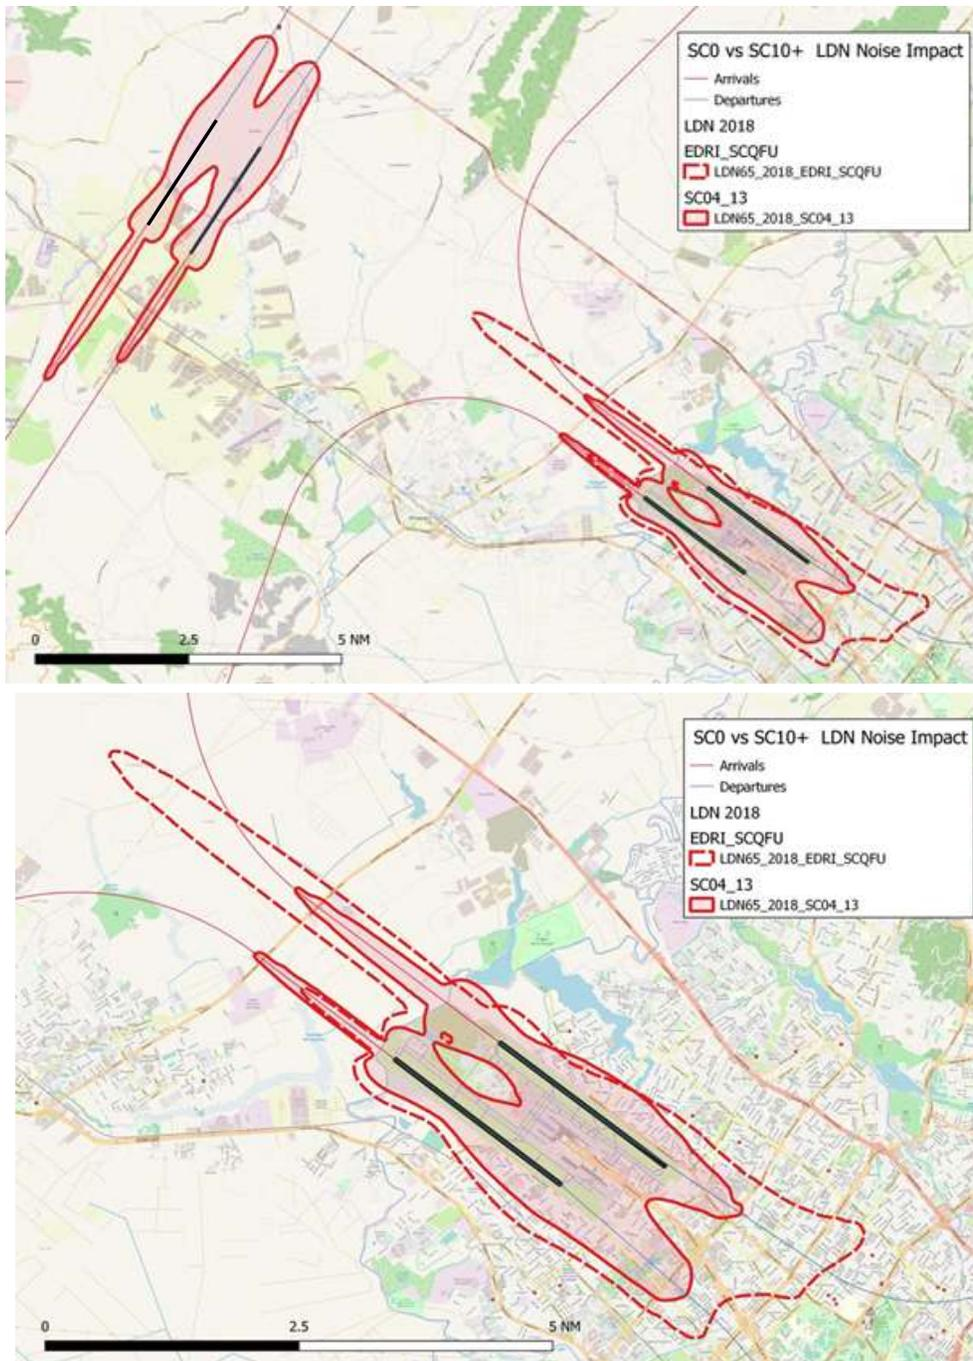 SC0 vs SC10+ LDN Noise Impact
Arrivals
Departures
LDN 2018
EDRI_SCQFU
LDN65_2018_EDRI_SCQFU
SC04_13
LDN65_2018_SC04_13
0 2.5 5 NM
SC0 vs SC10+ LDN Noise Impact
Arrivals
Departures
LDN 2018
EDRI_SCQFU
LDN65_2018_EDRI_SCQFU
SC04_13
LDN65_2018_SC04_13
0 2.5 5 NM